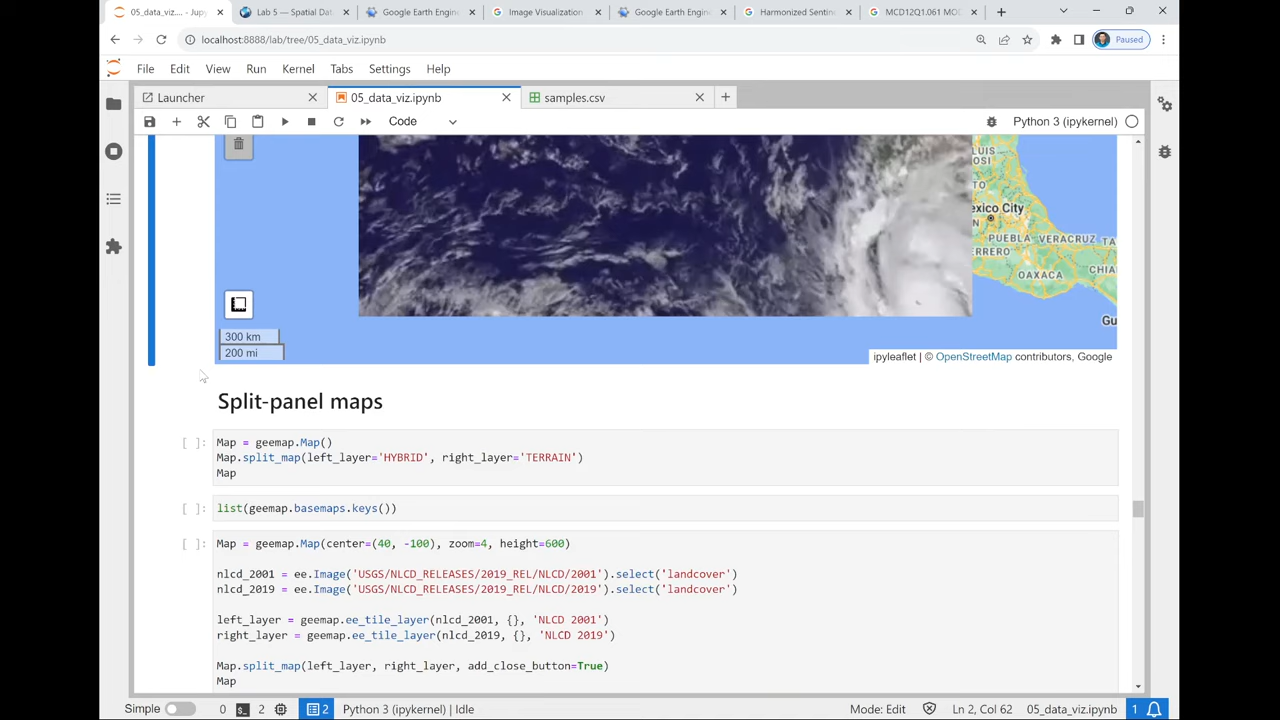 05_data_viz.... - Jupy
Lab 5 — Spatial Dat
Google Earth Engin
Image Visualization
Google Earth Engin
Harmonized Sentin
MCD12Q1.061 MOD
localhost:8888/lab/tree/05_data_viz.ipynb
Paused
File Edit View Run Kernel Tabs Settings Help
Launcher
05_data_viz.ipynb
samples.csv
Code
Python 3 (ipykernel)
LUIS
OSI
exico City
PUEBLA VERACRUZ TA
ERRERO
OAXACA CHIA
Gu
300 km
200 mi
ipyleaflet | © OpenStreetMap contributors, Google
Split-panel maps
[ ]: Map = geemap.Map()
Map.split_map(left_layer='HYBRID', right_layer='TERRAIN')
Map
[ ]: list(geemap.basemaps.keys())
[ ]: Map = geemap.Map(center=(40, -100), zoom=4, height=600)
nlcd_2001 = ee.Image('USGS/NLCD_RELEASES/2019_REL/NLCD/2001').select('landcover')
nlcd_2019 = ee.Image('USGS/NLCD_RELEASES/2019_REL/NLCD/2019').select('landcover')
left_layer = geemap.ee_tile_layer(nlcd_2001, {}, 'NLCD 2001')
right_layer = geemap.ee_tile_layer(nlcd_2019, {}, 'NLCD 2019')
Map.split_map(left_layer, right_layer, add_close_button=True)
Map
Simple 0 2 2 Python 3 (ipykernel) | Idle Mode: Edit Ln 2, Col 62 05_data_viz.ipynb 1